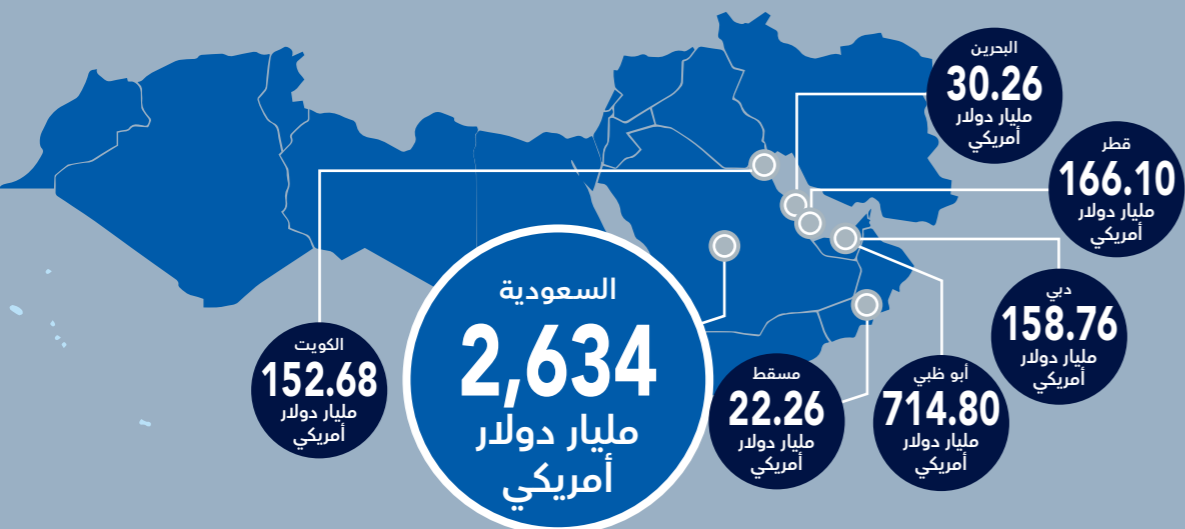 البحرين
30.26
مليار دولار
أمريكي
قطر
166.10
مليار دولار
أمريكي
دبي
158.76
مليار دولار
أمريكي
أبو ظبي
714.80
مليار دولار
أمريكي
مسقط
22.26
مليار دولار
أمريكي
السعودية
2,634
مليار دولار
أمريكي
الكويت
152.68
مليار دولار
أمريكي